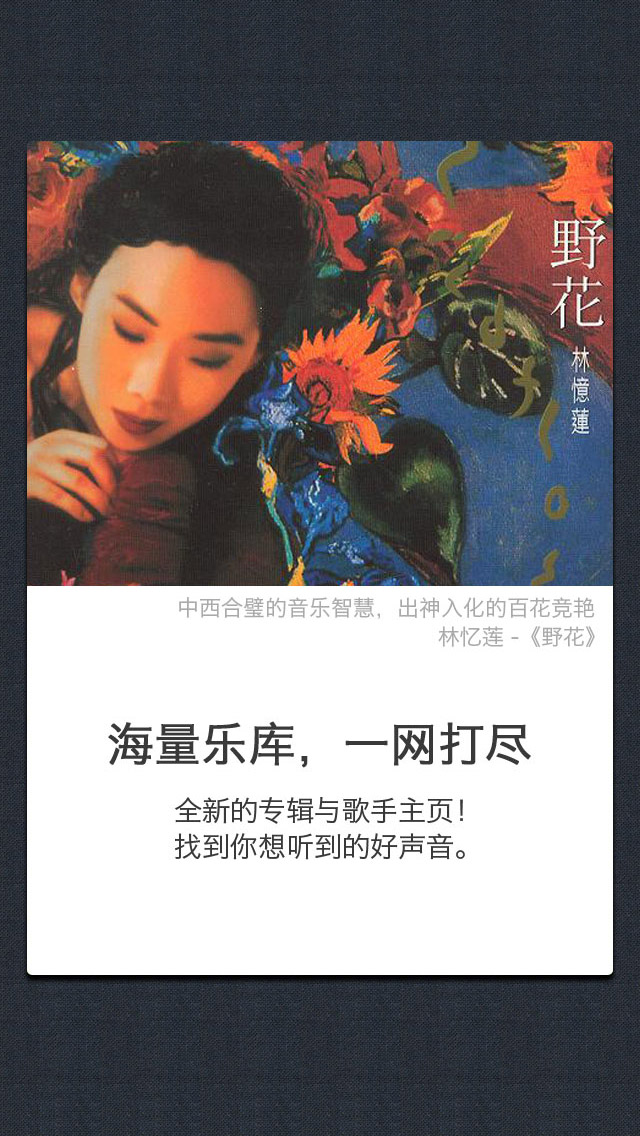 野花
林憶蓮
中西合璧的音乐智慧，出神入化的百花竞艳
林忆莲 -《野花》
海量乐库，一网打尽
全新的专辑与歌手主页！
找到你想听到的好声音。